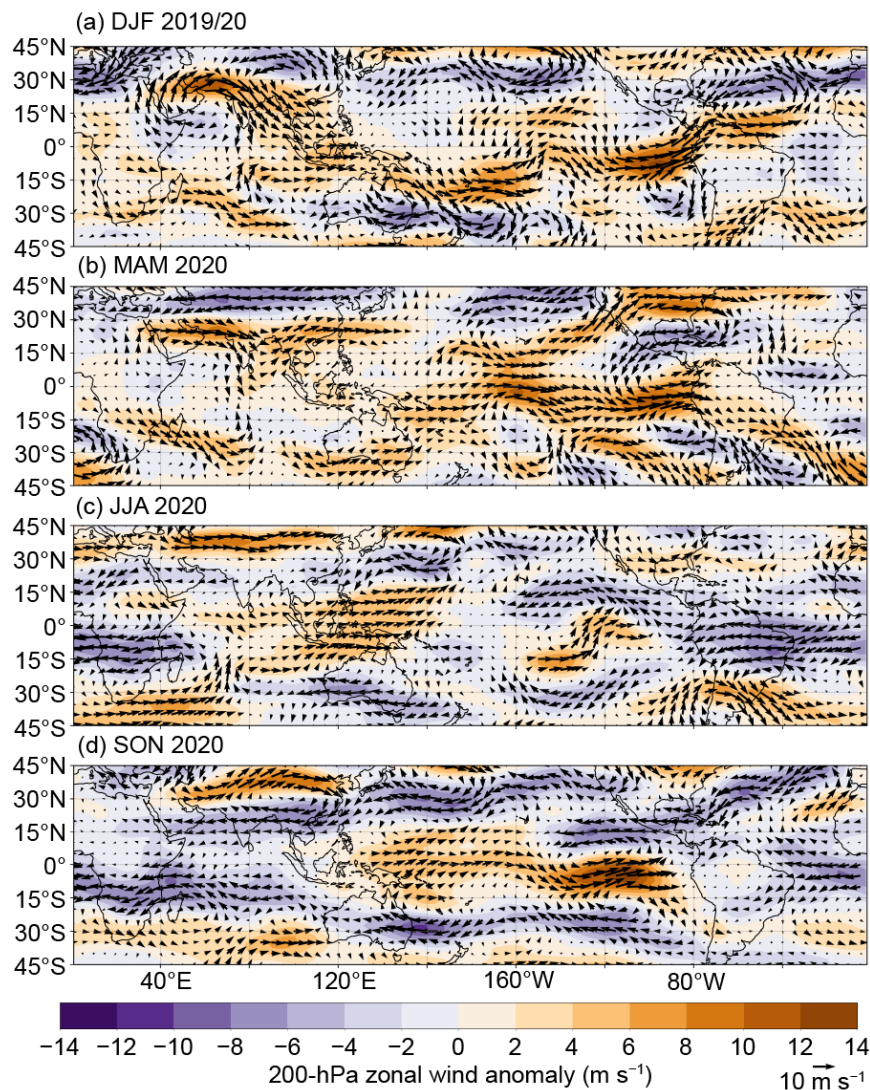 (a) DJF 2019/20
45°N
30°N
15°N
0°
15°S
30°S
45°S
(b) MAM 2020
45°N
30°N
15°N
0°
15°S
30°S
45°S
(c) JJA 2020
45°N
30°N
15°N
0°
15°S
30°S
45°S
(d) SON 2020
45°N
30°N
15°N
0°
15°S
30°S
45°S
40°E 120°E 160°W 80°W
−14 −12 −10 −8 −6 −4 −2 0 2 4 6 8 10 12 14
200-hPa zonal wind anomaly (m s⁻¹) 10 m s⁻¹